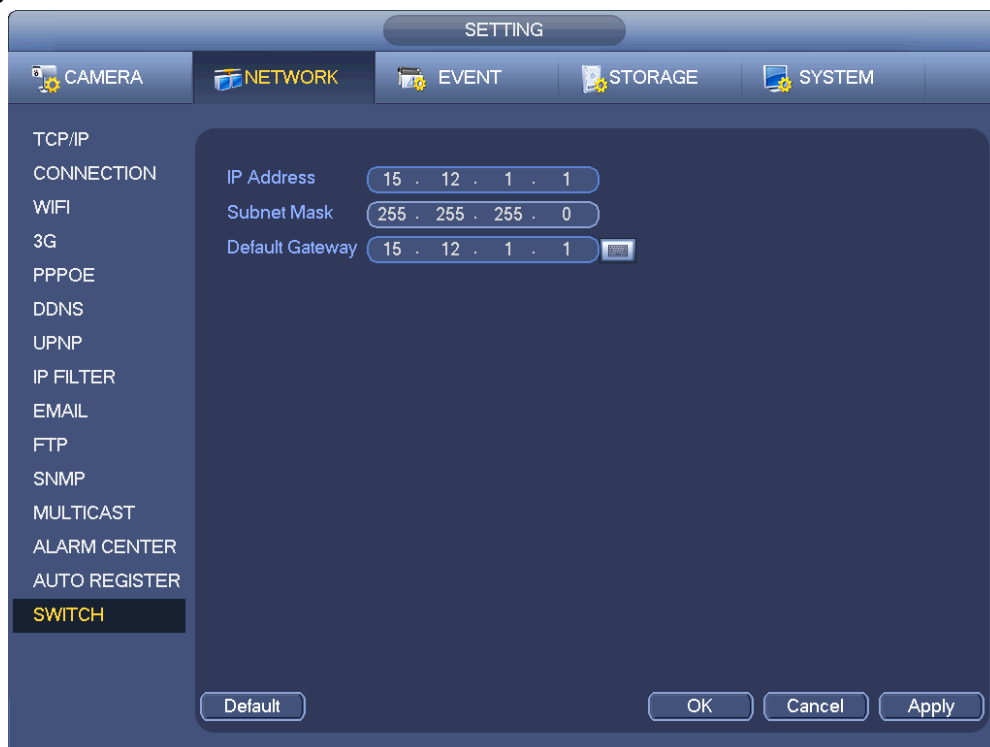 SETTING
CAMERA NETWORK EVENT STORAGE SYSTEM
TCP/IP
CONNECTION
WIFI
3G
PPPOE
DDNS
UPNP
IP FILTER
EMAIL
FTP
SNMP
MULTICAST
ALARM CENTER
AUTO REGISTER
SWITCH
IP Address 15 . 12 . 1 . 1
Subnet Mask 255 . 255 . 255 . 0
Default Gateway 15 . 12 . 1 . 1
Default OK Cancel Apply